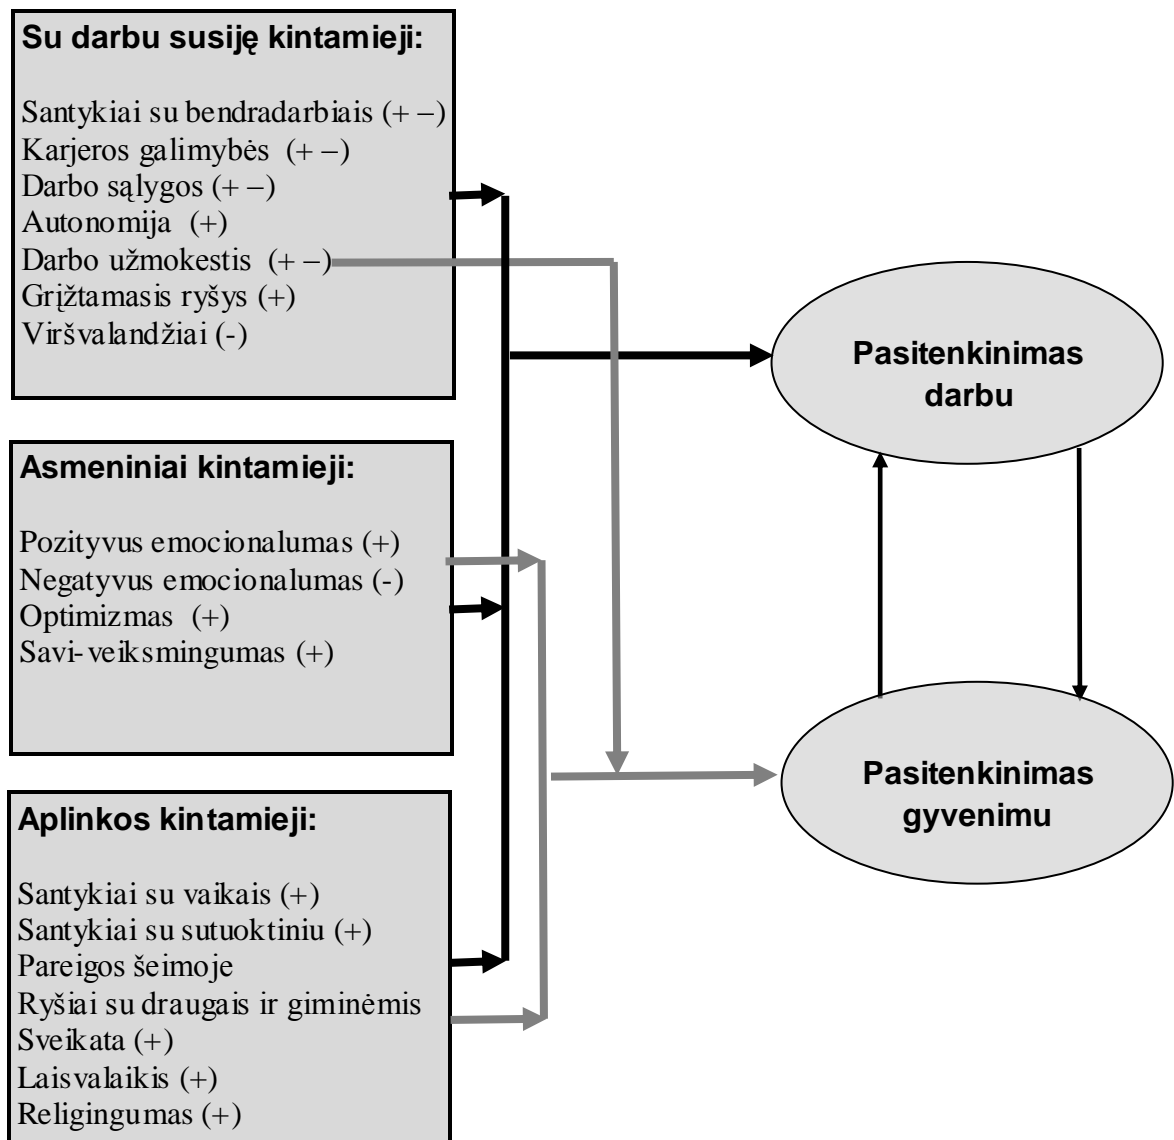 Su darbu susiję kintamieji:
Santykiai su bendradarbiais (+ –)
Karjeros galimybės (+ –)
Darbo sąlygos (+ –)
Autonomija (+)
Darbo užmokestis (+ –)
Grįžtamasis ryšys (+)
Viršvalandžiai (-)
Asmeniniai kintamieji:
Pozityvus emocionalumas (+)
Negatyvus emocionalumas (-)
Optimizmas (+)
Savi-veiksmingumas (+)
Aplinkos kintamieji:
Santykiai su vaikais (+)
Santykiai su sutuoktiniu (+)
Pareigos šeimoje
Ryšiai su draugais ir giminėmis
Sveikata (+)
Laisvalaikis (+)
Religingumas (+)
Pasitenkinimas
darbu
Pasitenkinimas
gyvenimu